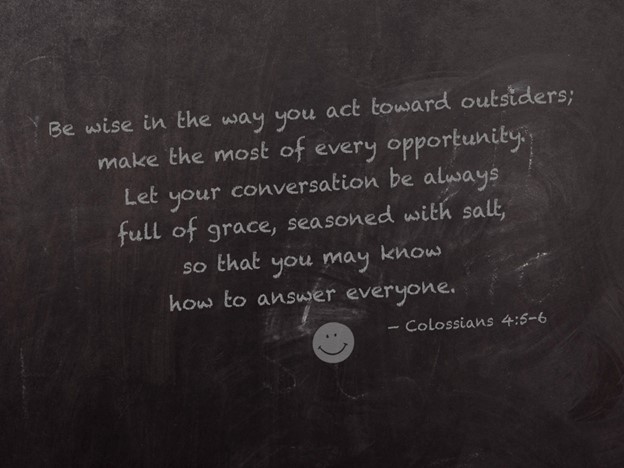 Be wise in the way you act toward outsiders;
make the most of every opportunity.
Let your conversation be always
full of grace, seasoned with salt,
so that you may know
how to answer everyone.
– Colossians 4:5-6